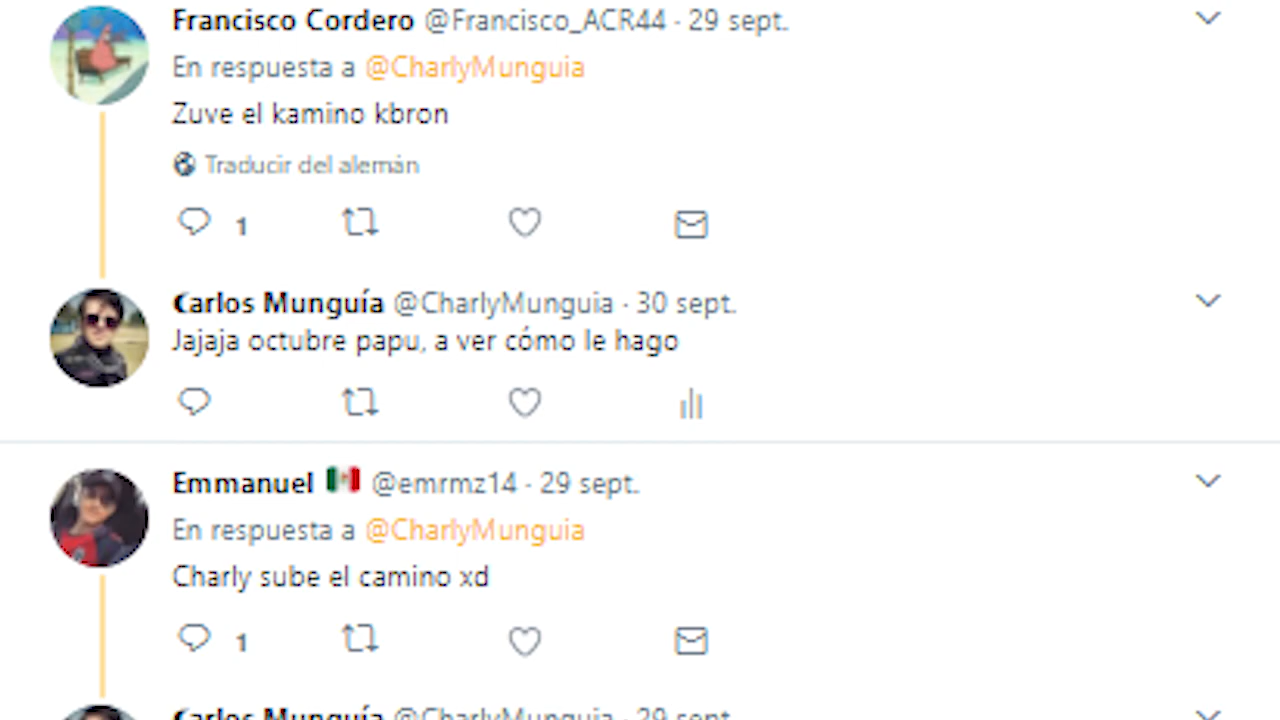 Francisco Cordero @Francisco_ACR44 · 29 sept.
En respuesta a @CharlyMunguia
Zuve el kamino kbron
Traducir del alemán
1
Carlos Munguía @CharlyMunguia · 30 sept.
Jajaja octubre papu, a ver cómo le hago
Emmanuel @emrmz14 · 29 sept.
En respuesta a @CharlyMunguia
Charly sube el camino xd
1
Carlos Munguía @CharlyMunguia · 29 sept.